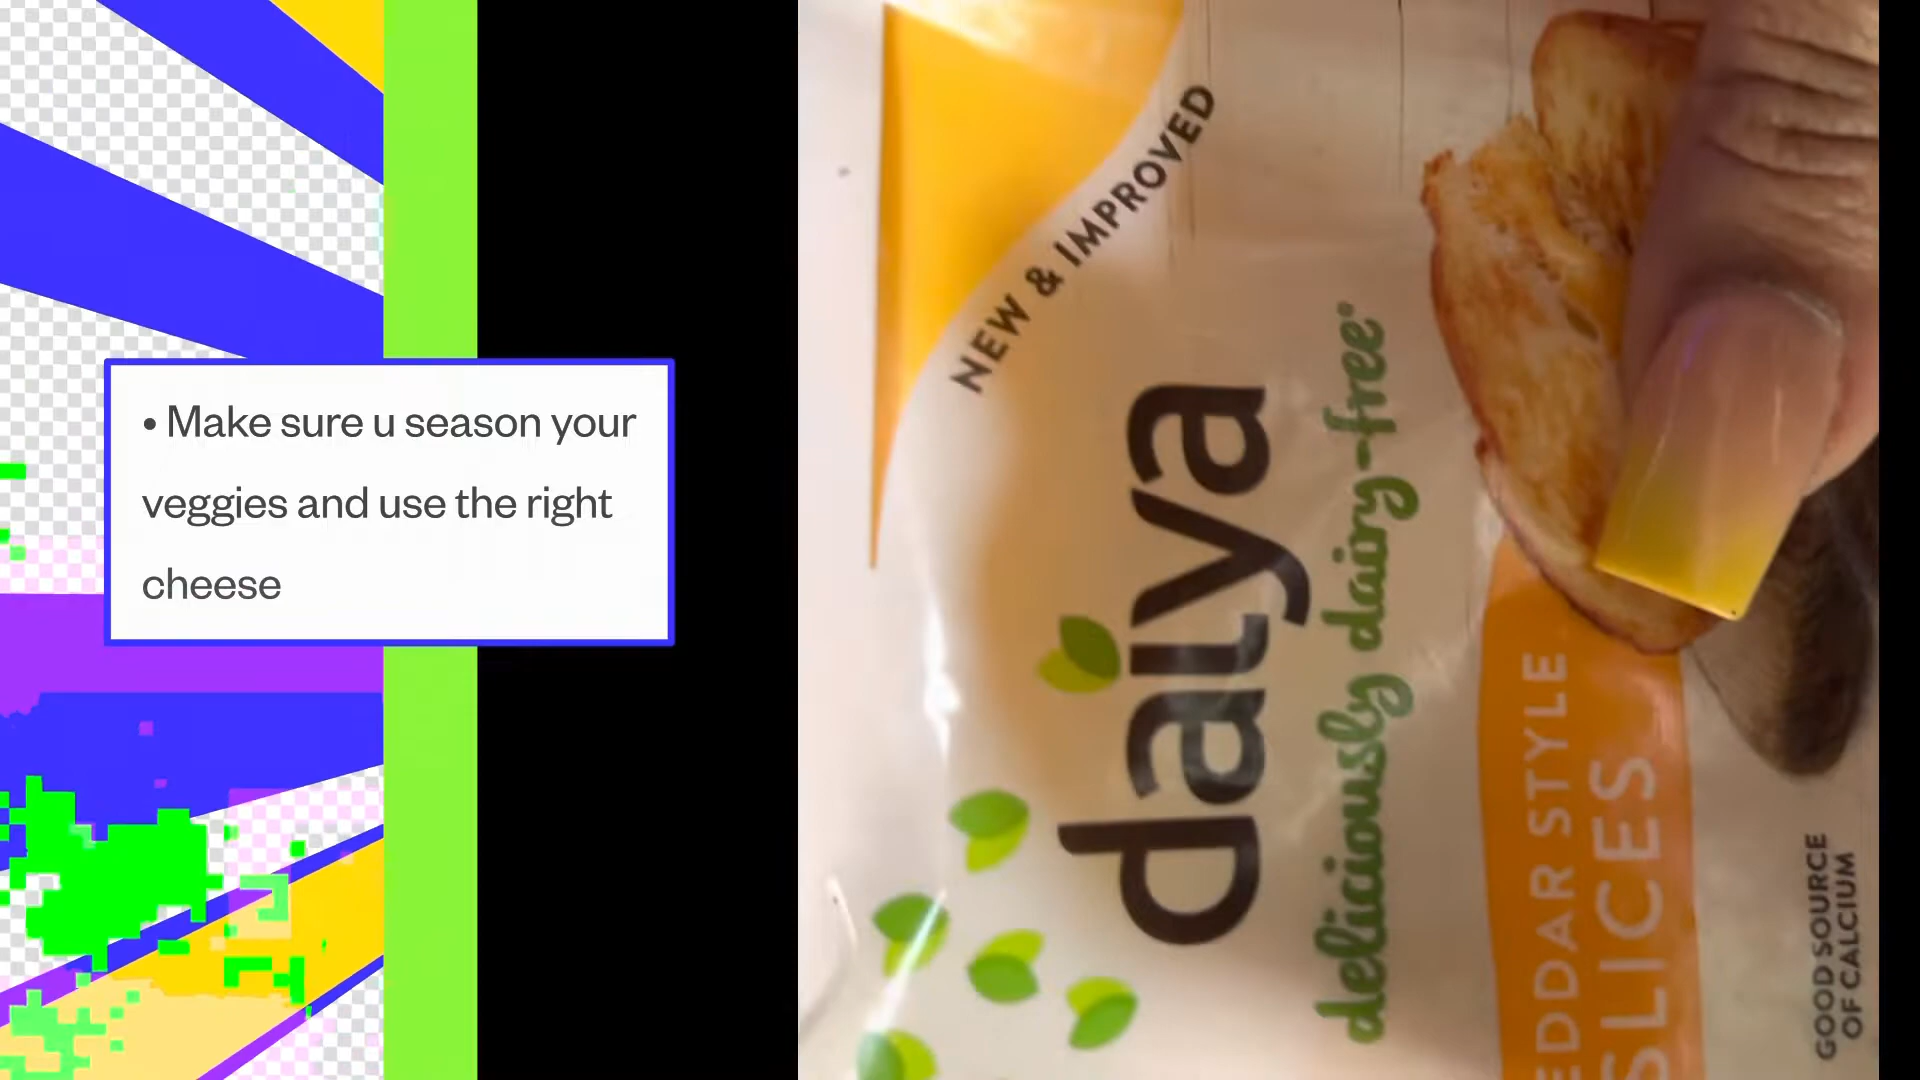 • Make sure u season your
veggies and use the right
cheese
NEW & IMPROVED
daiya
deliciously dairy-free
EDDAR STYLE
SLICES
GOOD SOURCE
OF CALCIUM